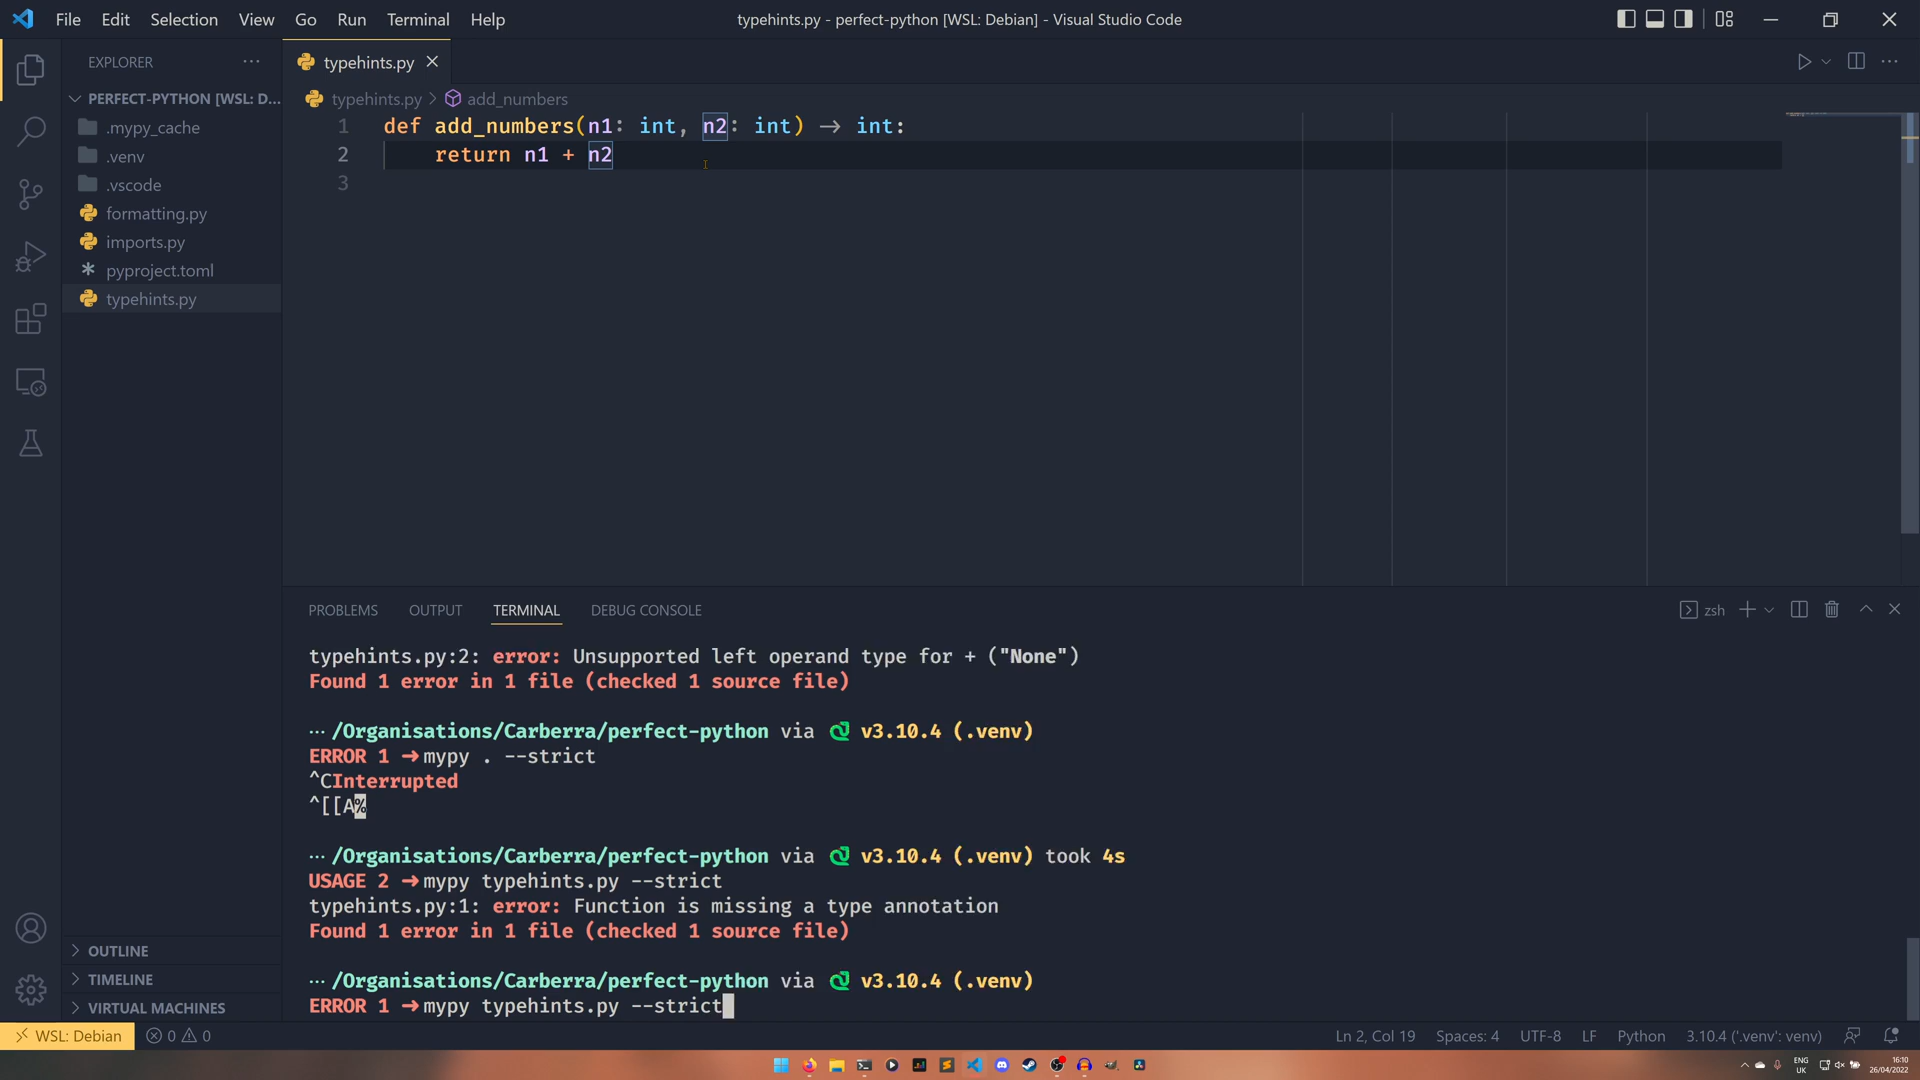 File Edit Selection View Go Run Terminal Help
typehints.py - perfect-python [WSL: Debian] - Visual Studio Code
EXPLORER
PERFECT-PYTHON [WSL: D...
.mypy_cache
.venv
.vscode
formatting.py
imports.py
pyproject.toml
typehints.py
OUTLINE
TIMELINE
VIRTUAL MACHINES
typehints.py
typehints.py > add_numbers
1 def add_numbers(n1: int, n2: int) → int:
2 return n1 + n2
3
PROBLEMS OUTPUT TERMINAL DEBUG CONSOLE
zsh
typehints.py:2: error: Unsupported left operand type for + ("None")
Found 1 error in 1 file (checked 1 source file)
··· /Organisations/Carberra/perfect-python via v3.10.4 (.venv)
ERROR 1 ➜mypy . --strict
^CInterrupted
^[[A%
··· /Organisations/Carberra/perfect-python via v3.10.4 (.venv) took 4s
USAGE 2 ➜mypy typehints.py --strict
typehints.py:1: error: Function is missing a type annotation
Found 1 error in 1 file (checked 1 source file)
··· /Organisations/Carberra/perfect-python via v3.10.4 (.venv)
ERROR 1 ➜mypy typehints.py --strict
WSL: Debian 0 0
Ln 2, Col 19 Spaces: 4 UTF-8 LF Python 3.10.4 ('.venv': venv)
ENG
UK
16:10
26/04/2022